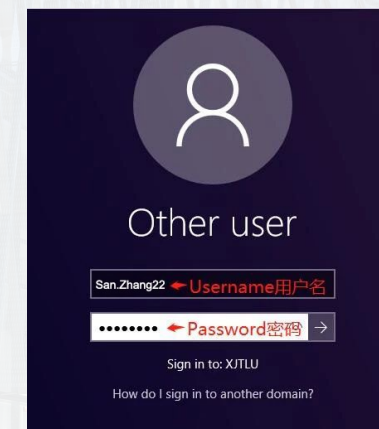 Other user
San.Zhang22 Username用户名
•••••••• Password密码
Sign in to: XJTLU
How do I sign in to another domain?